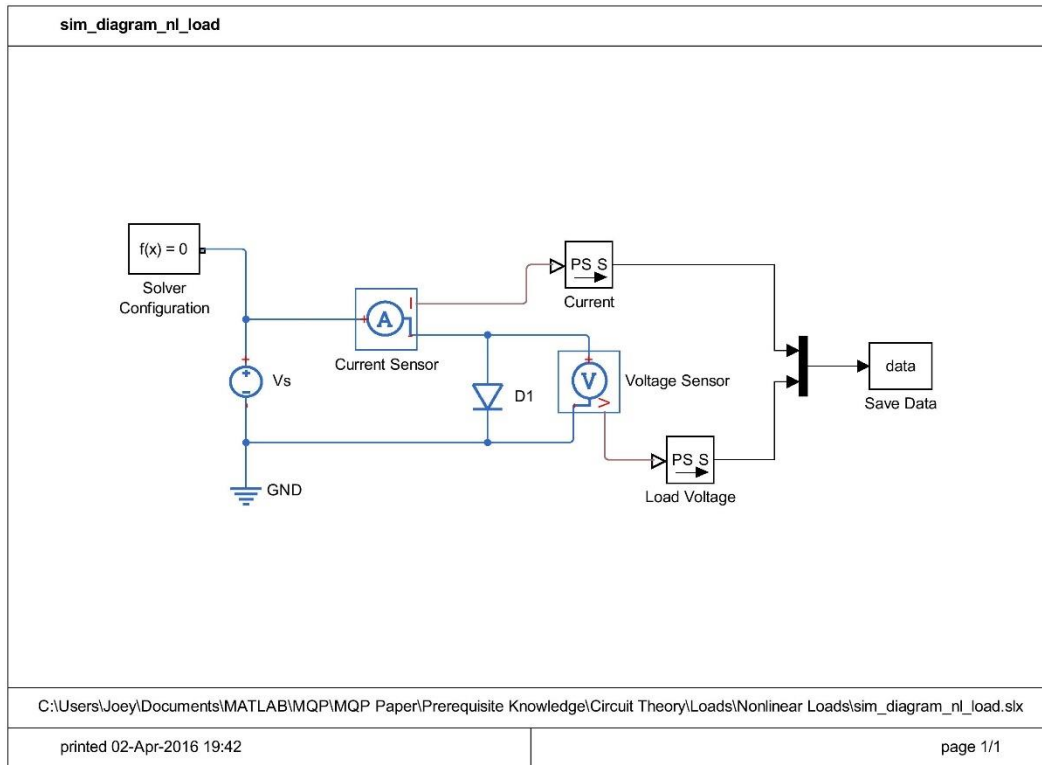 sim_diagram_nl_load
f(x) = 0
Solver
Configuration
PS S
Current
+
I
A
-
Current Sensor
+
Vs
-
D1
+
V
-
V
Voltage Sensor
data
Save Data
PS S
Load Voltage
GND
C:\Users\Joey\Documents\MATLAB\MQP\MQP Paper\Prerequisite Knowledge\Circuit Theory\Loads\Nonlinear Loads\sim_diagram_nl_load.slx
printed 02-Apr-2016 19:42
page 1/1